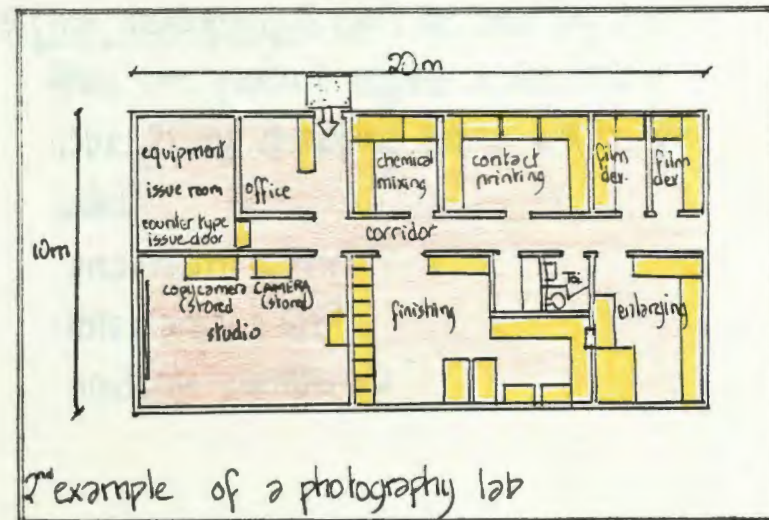 20m
10m
equipment
issue room
counter type
issue door
office
chemical
mixing
contact
printing
film
dev.
film
dev.
corridor
copycamera
(stored
CAMERA
(stored)
studio
finishing
Toi
enlarging
2nd example of a photography lab